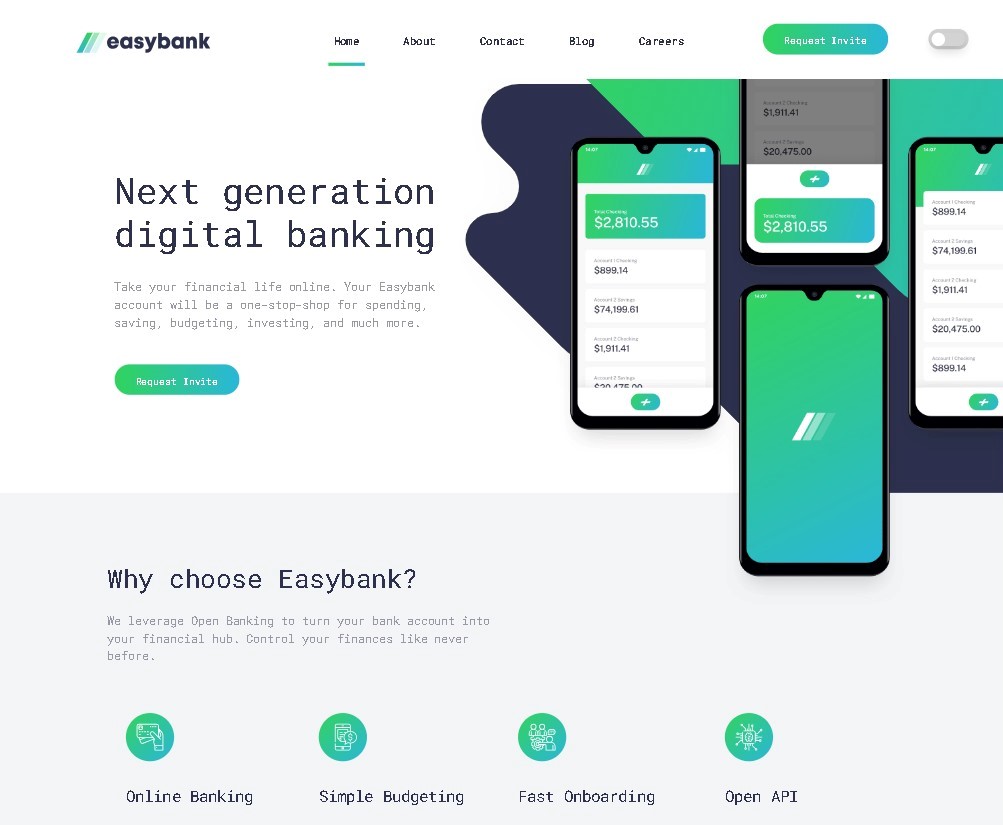 easybank
Home
About
Contact
Blog
Careers
Request Invite
Next generation
digital banking
Take your financial life online. Your Easybank
account will be a one-stop-shop for spending,
saving, budgeting, investing, and much more.
Request Invite
14:07
Total Checking
$2,810.55
Account 1 Checking
$899.14
Account 2 Savings
$74,199.61
Account 2 Checking
$1,911.41
Account 2 Savings
$20,475.00
Account 2 Checking
$1,911.41
Account 2 Savings
$20,475.00
Total Checking
$2,810.55
14:07
14:07
Account 1 Checking
$899.14
Account 2 Savings
$74,199.61
Account 2 Checking
$1,911.41
Account 2 Savings
$20,475.00
Account 1 Checking
$899.14
Why choose Easybank?
We leverage Open Banking to turn your bank account into
your financial hub. Control your finances like never
before.
Online Banking
Simple Budgeting
Fast Onboarding
Open API